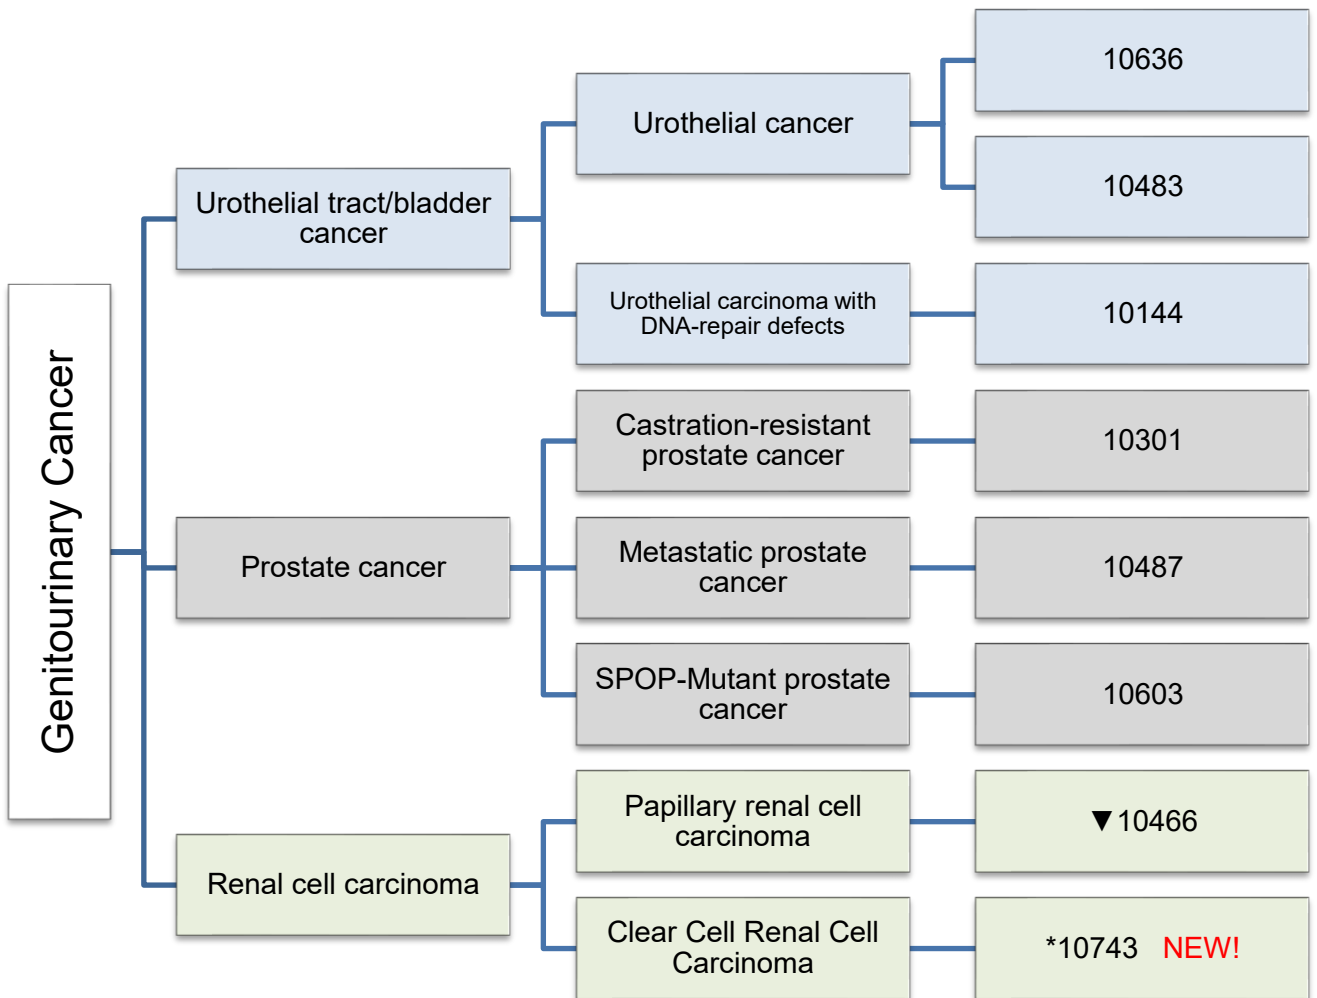 Genitourinary Cancer
Urothelial tract/bladder
cancer
Urothelial cancer
10636
10483
Urothelial carcinoma with
DNA-repair defects
10144
Prostate cancer
Castration-resistant
prostate cancer
10301
Metastatic prostate
cancer
10487
SPOP-Mutant prostate
cancer
10603
Renal cell carcinoma
Papillary renal cell
carcinoma
▼10466
Clear Cell Renal Cell
Carcinoma
*10743 NEW!